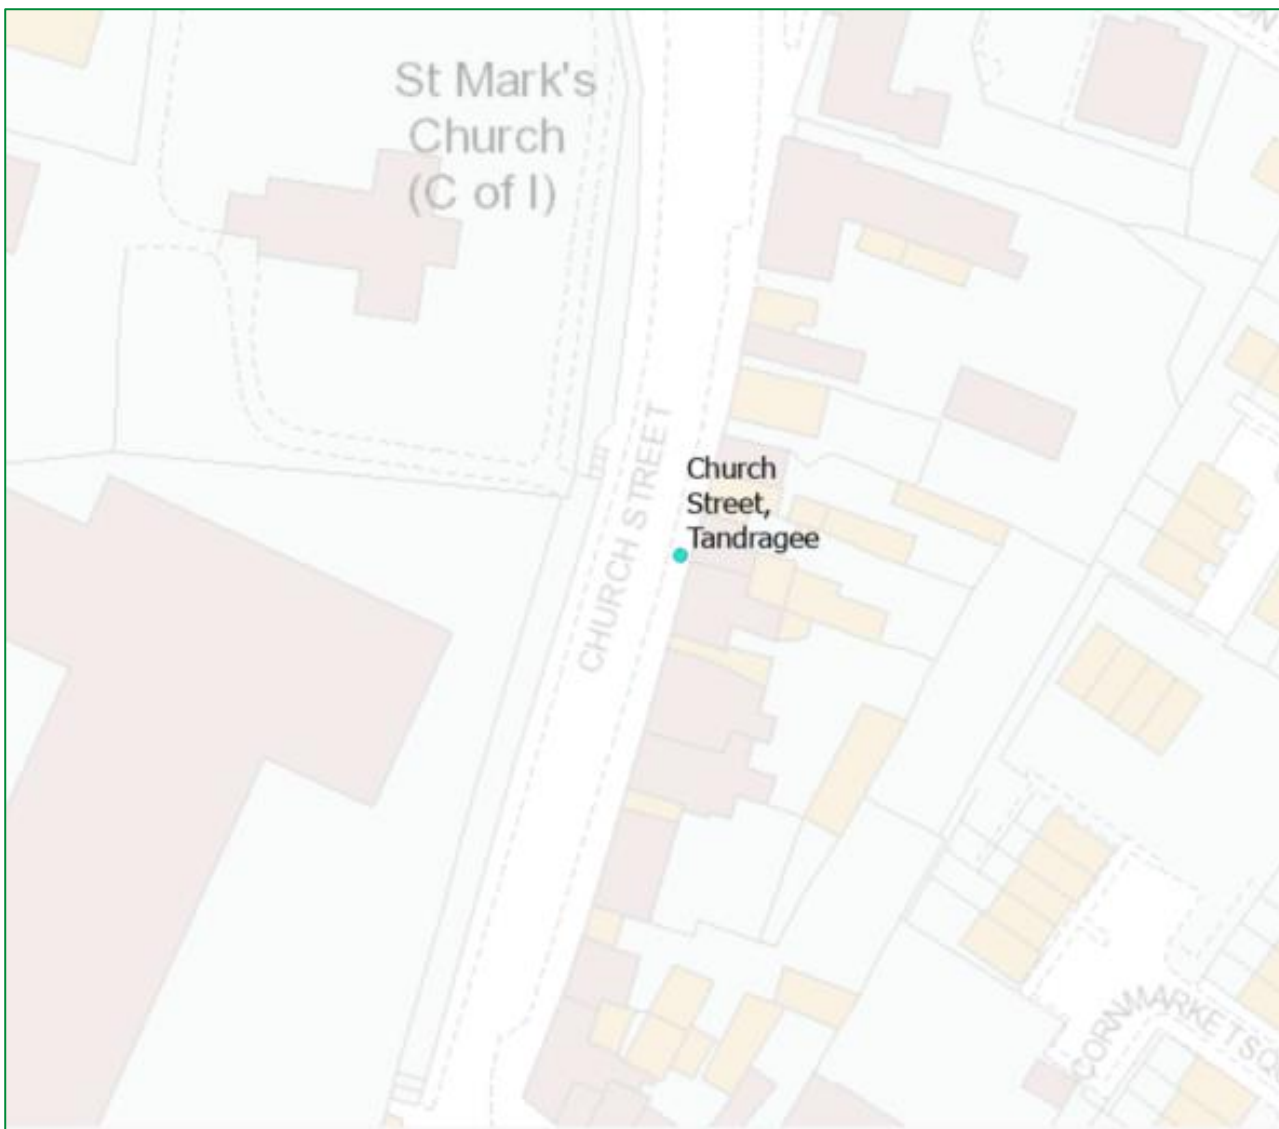 St Mark's
Church
(C of I)
CHURCH STREET
Church
Street,
Tandragee
CORNMARKET SQ